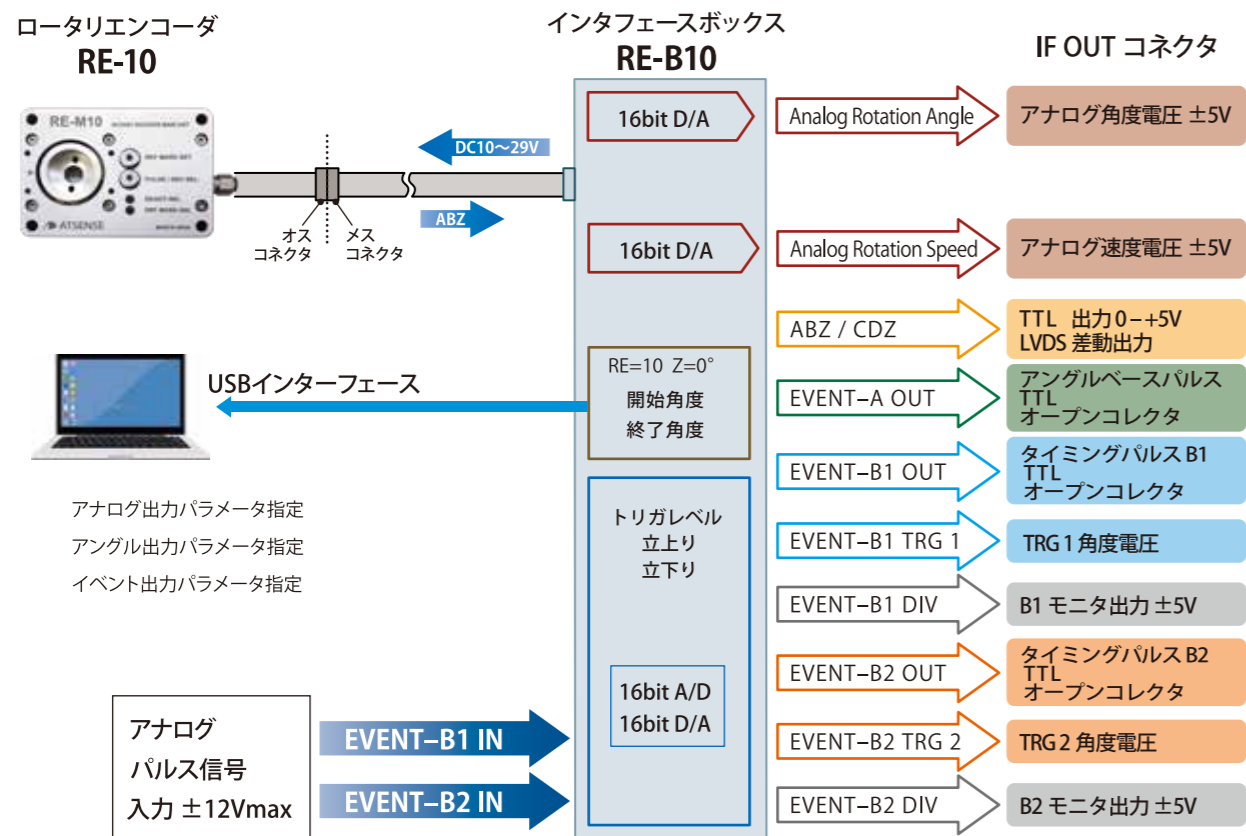 ロータリエンコーダ
RE-10
インタフェースボックス
RE-B10
IF OUT コネクタ
RE-M10
ATSENSE
DC10～29V
ABZ
オス
コネクタ
メス
コネクタ
16bit D/A
Analog Rotation Angle
アナログ角度電圧 ±5V
16bit D/A
Analog Rotation Speed
アナログ速度電圧 ±5V
ABZ / CDZ
TTL 出力0－+5V
LVDS 差動出力
USBインターフェース
RE=10 Z=0°
開始角度
終了角度
EVENT–A OUT
アングルベースパルス
TTL
オープンコレクタ
EVENT–B1 OUT
タイミングパルス B1
TTL
オープンコレクタ
アナログ出力パラメータ指定
アングル出力パラメータ指定
イベント出力パラメータ指定
トリガレベル
立上り
立下り
EVENT–B1 TRG 1
TRG 1 角度電圧
EVENT–B1 DIV
B1 モニタ出力 ±5V
EVENT–B2 OUT
タイミングパルス B2
TTL
オープンコレクタ
16bit A/D
16bit D/A
アナログ
パルス信号
入力 ±12Vmax
EVENT–B1 IN
EVENT–B2 IN
EVENT–B2 TRG 2
TRG 2 角度電圧
EVENT–B2 DIV
B2 モニタ出力 ±5V